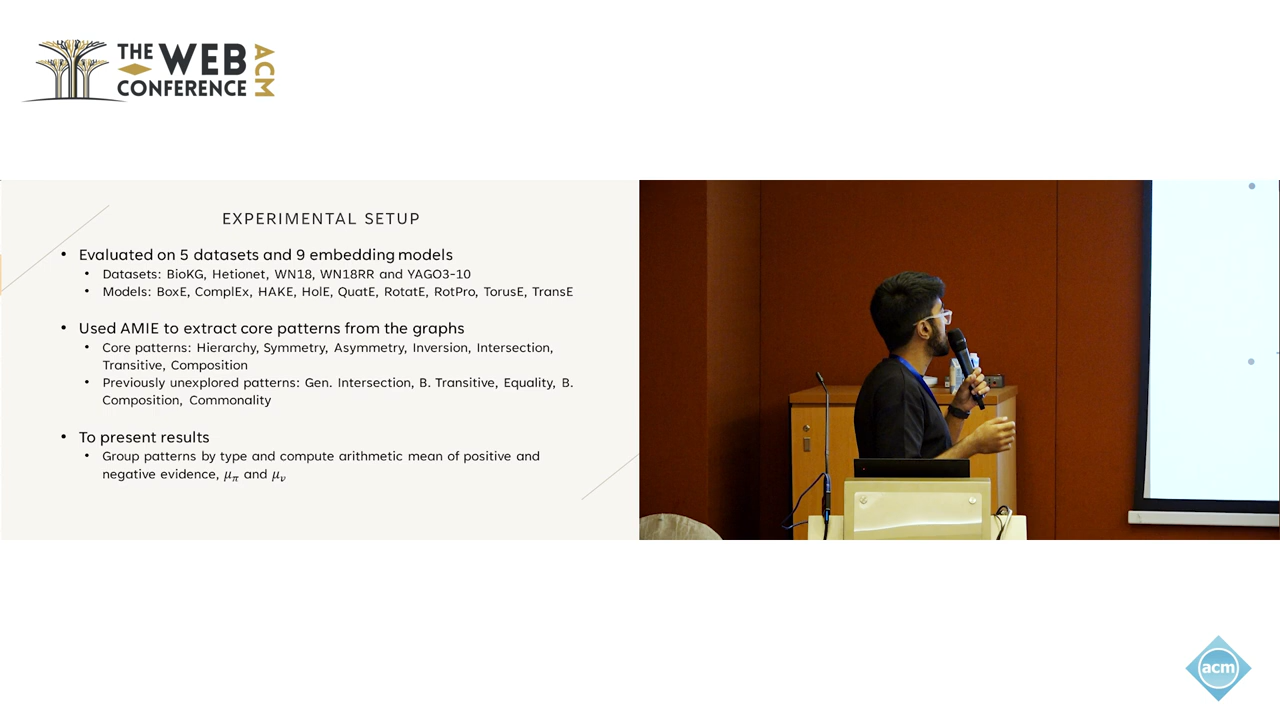 THE WEB
CONFERENCE
ACM
EXPERIMENTAL SETUP
• Evaluated on 5 datasets and 9 embedding models
• Datasets: BioKG, Hetionet, WN18, WN18RR and YAGO3-10
• Models: BoxE, ComplEx, HAKE, HolE, QuatE, RotatE, RotPro, TorusE, TransE
• Used AMIE to extract core patterns from the graphs
• Core patterns: Hierarchy, Symmetry, Asymmetry, Inversion, Intersection,
Transitive, Composition
• Previously unexplored patterns: Gen. Intersection, B. Transitive, Equality, B.
Composition, Commonality
• To present results
• Group patterns by type and compute arithmetic mean of positive and
negative evidence, μπ and μν
acm